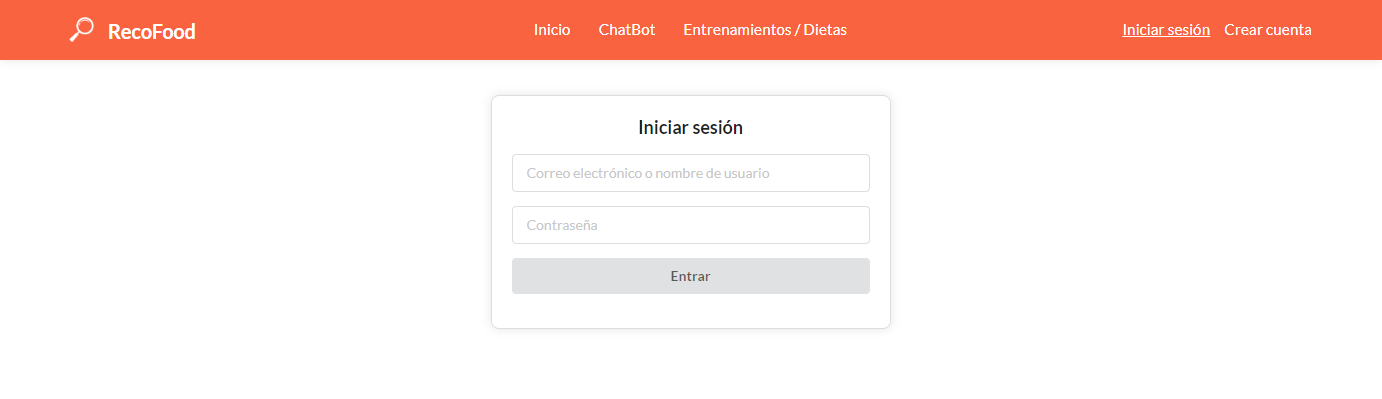 RecoFood
Inicio
ChatBot
Entrenamientos / Dietas
Iniciar sesión
Crear cuenta
Iniciar sesión
Correo electrónico o nombre de usuario
Contraseña
Entrar